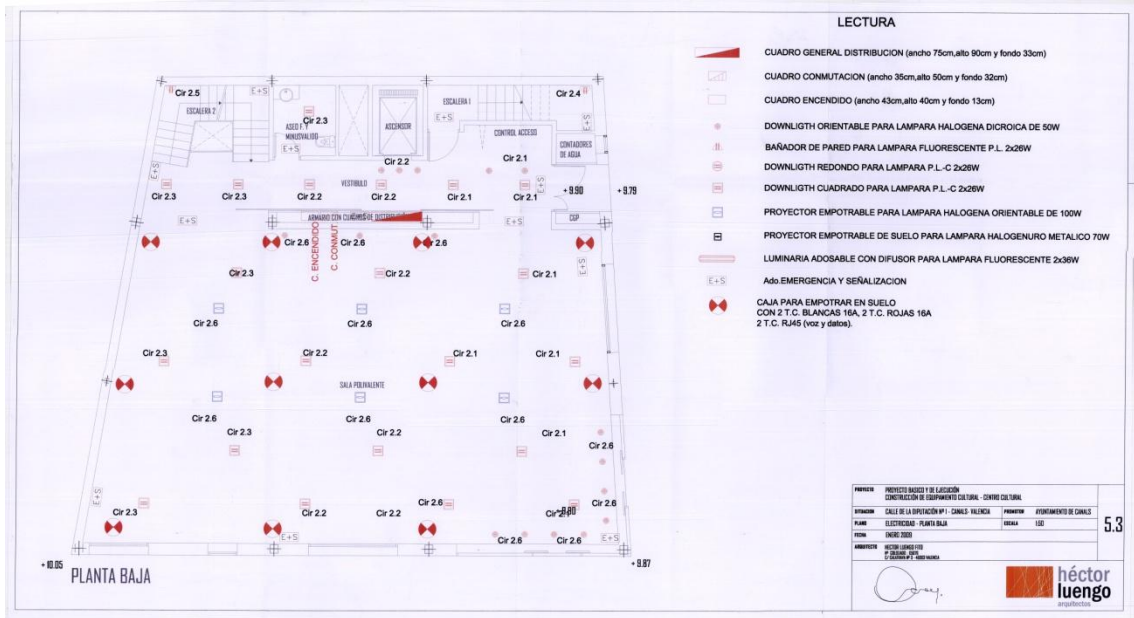 LECTURA
CUADRO GENERAL DISTRIBUCION (ancho 75cm,alto 90cm y fondo 33cm)
CUADRO CONMUTACION (ancho 35cm,alto 50cm y fondo 32cm)
CUADRO ENCENDIDO (ancho 43cm,alto 40cm y fondo 13cm)
DOWNLIGTH ORIENTABLE PARA LAMPARA HALOGENA DICROICA DE 50W
BAÑADOR DE PARED PARA LAMPARA FLUORESCENTE P.L. 2x26W
DOWNLIGTH REDONDO PARA LAMPARA P.L.-C 2x26W
DOWNLIGTH CUADRADO PARA LAMPARA P.L.-C 2x26W
PROYECTOR EMPOTRABLE PARA LAMPARA HALOGENA ORIENTABLE DE 100W
PROYECTOR EMPOTRABLE DE SUELO PARA LAMPARA HALOGENURO METALICO 70W
LUMINARIA ADOSABLE CON DIFUSOR PARA LAMPARA FLUORESCENTE 2x36W
E+S Ado.EMERGENCIA Y SEÑALIZACION
CAJA PARA EMPOTRAR EN SUELO
CON 2 T.C. BLANCAS 16A, 2 T.C. ROJAS 16A
2 T.C. RJ45 (voz y datos).
Cir 2.5 E+S Cir 2.4
ESCALERA 2 ESCALERA 1
Cir 2.3 E+S E+S
ASEO F. Y MINUSVALIDO ASCENSOR CONTROL ACCESO
E+S CONTADORES DE AGUA
Cir 2.2 Cir 2.1
E+S VESTIBULO E+S + 9.90 + 9.79
Cir 2.3 Cir 2.3 Cir 2.2 Cir 2.2 Cir 2.1 Cir 2.1
E+S ARMARIO CON CUADROS DE CGP
C. ENCENDIDO
C. CONMUT.
Cir 2.6 Cir 2.6 Cir 2.6
E+S
Cir 2.3 Cir 2.2 Cir 2.1
Cir 2.6 Cir 2.6 Cir 2.6
Cir 2.3 Cir 2.2 Cir 2.1 Cir 2.1
SALA POLIVALENTE
Cir 2.6 Cir 2.6 Cir 2.6
Cir 2.3 Cir 2.2 Cir 2.1
Cir 2.6
Cir 2.6
E+S
Cir 2.3 Cir 2.2 Cir 2.2 Cir 2.6 Cir 2.1
Cir 2.6
E+S Cir 2.6 Cir 2.6 E+S
+ 10.05 + 9.87
PLANTA BAJA
PROYECTO PROYECTO BASICO Y DE EJECUCIÓN
CONSTRUCCIÓN DE EQUIPAMIENTO CULTURAL - CENTRO CULTURAL
SITUACION CALLE DE LA DIPUTACIÓN Nº 1 - CANALS- VALENCIA PROMOTOR AYUNTAMIENTO DE CANALS
PLANO ELECTRICIDAD - PLANTA BAJA ESCALA 1:50
FECHA ENERO 2009
5.3
ARQUITECTO HECTOR LUENGO FITO
héctor
luengo
arquitectos